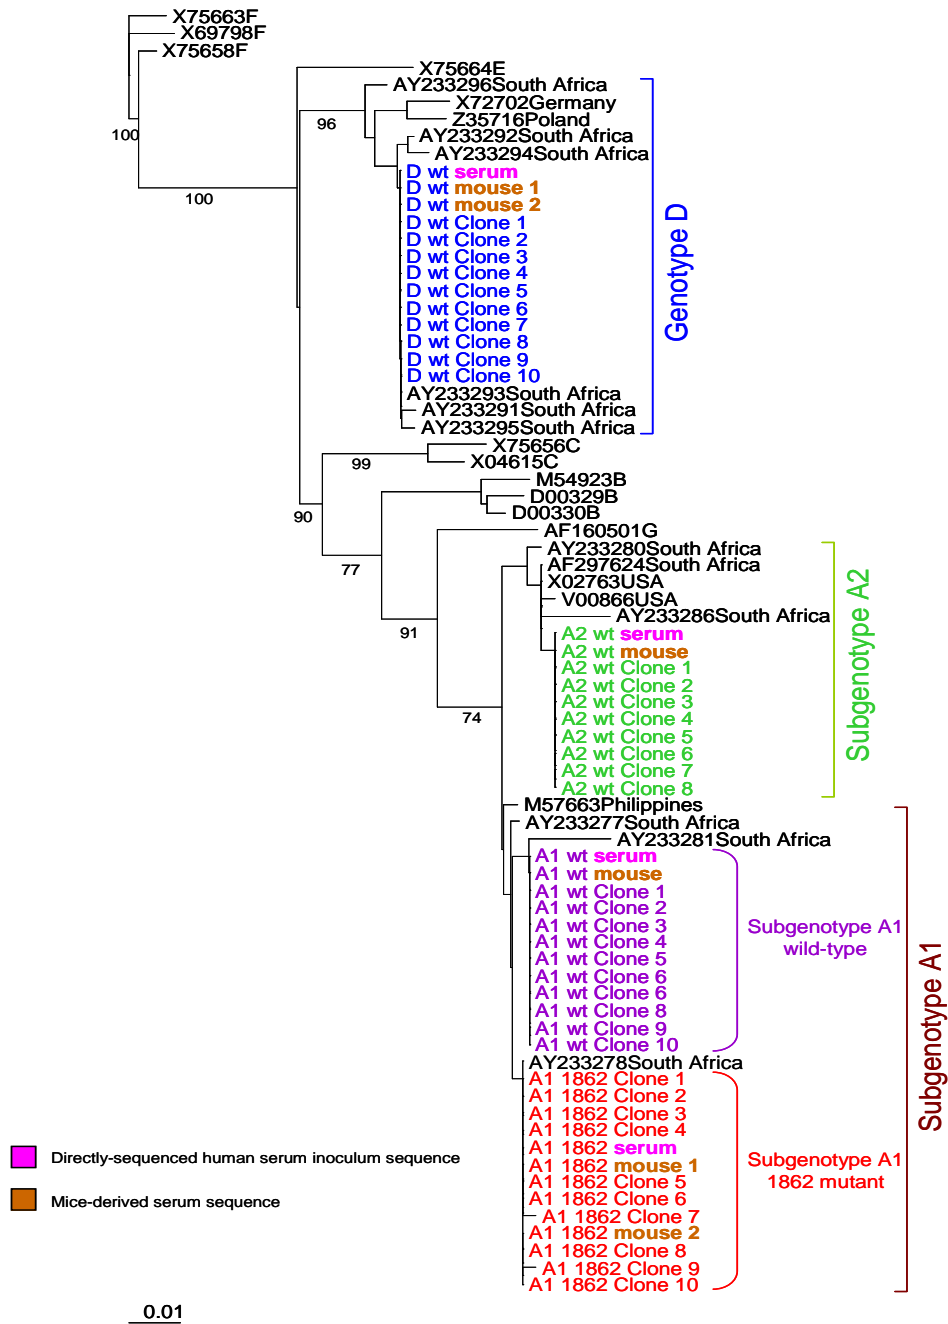 X75663F
X69798F
X75658F
X75664E
AY233296South Africa
X72702Germany
100
96
Z35716Poland
AY233292South Africa
AY233294South Africa
D wt serum
D wt mouse 1
100
D wt mouse 2
D wt Clone 1
D wt Clone 2
D wt Clone 3
D wt Clone 4
D wt Clone 5
D wt Clone 6
D wt Clone 7
D wt Clone 8
D wt Clone 9
D wt Clone 10
Genotype D
AY233293South Africa
AY233291South Africa
AY233295South Africa
X75656C
99
X04615C
M54923B
D00329B
90
D00330B
AF160501G
AY233280South Africa
77
AF297624South Africa
X02763USA
V00866USA
AY233286South Africa
91
A2 wt serum
A2 wt mouse
A2 wt Clone 1
A2 wt Clone 2
A2 wt Clone 3
74
A2 wt Clone 4
A2 wt Clone 5
A2 wt Clone 6
A2 wt Clone 7
A2 wt Clone 8
Subgenotype A2
M57663Philippines
AY233277South Africa
AY233281South Africa
A1 wt serum
A1 wt mouse
A1 wt Clone 1
A1 wt Clone 2
A1 wt Clone 3
A1 wt Clone 4
A1 wt Clone 5
A1 wt Clone 6
A1 wt Clone 6
A1 wt Clone 8
A1 wt Clone 9
A1 wt Clone 10
Subgenotype A1
wild-type
AY233278South Africa
A1 1862 Clone 1
A1 1862 Clone 2
A1 1862 Clone 3
A1 1862 Clone 4
A1 1862 serum
A1 1862 mouse 1
A1 1862 Clone 5
A1 1862 Clone 6
A1 1862 Clone 7
A1 1862 mouse 2
A1 1862 Clone 8
A1 1862 Clone 9
A1 1862 Clone 10
Subgenotype A1
1862 mutant
Subgenotype A1
Directly-sequenced human serum inoculum sequence
Mice-derived serum sequence
0.01